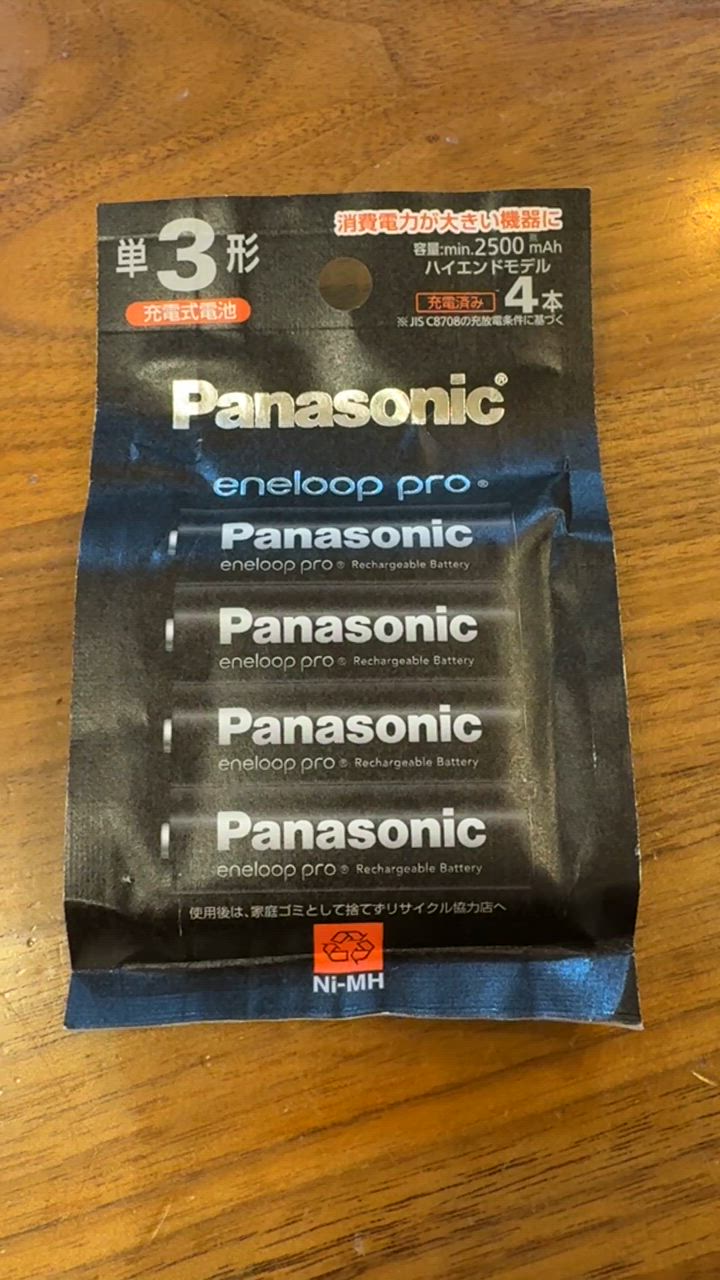 単3形
充電式電池
消費電力が大きい機器に
容量:min.2500mAh
ハイエンドモデル
充電済み 4本
※JIS C8708の充放電条件に基づく
Panasonic®
eneloop pro®
Panasonic
eneloop pro® Rechargeable Battery
Panasonic
eneloop pro® Rechargeable Battery
Panasonic
eneloop pro® Rechargeable Battery
Panasonic
eneloop pro® Rechargeable Battery
使用後は、家庭ゴミとして捨てずリサイクル協力店へ
Ni-MH